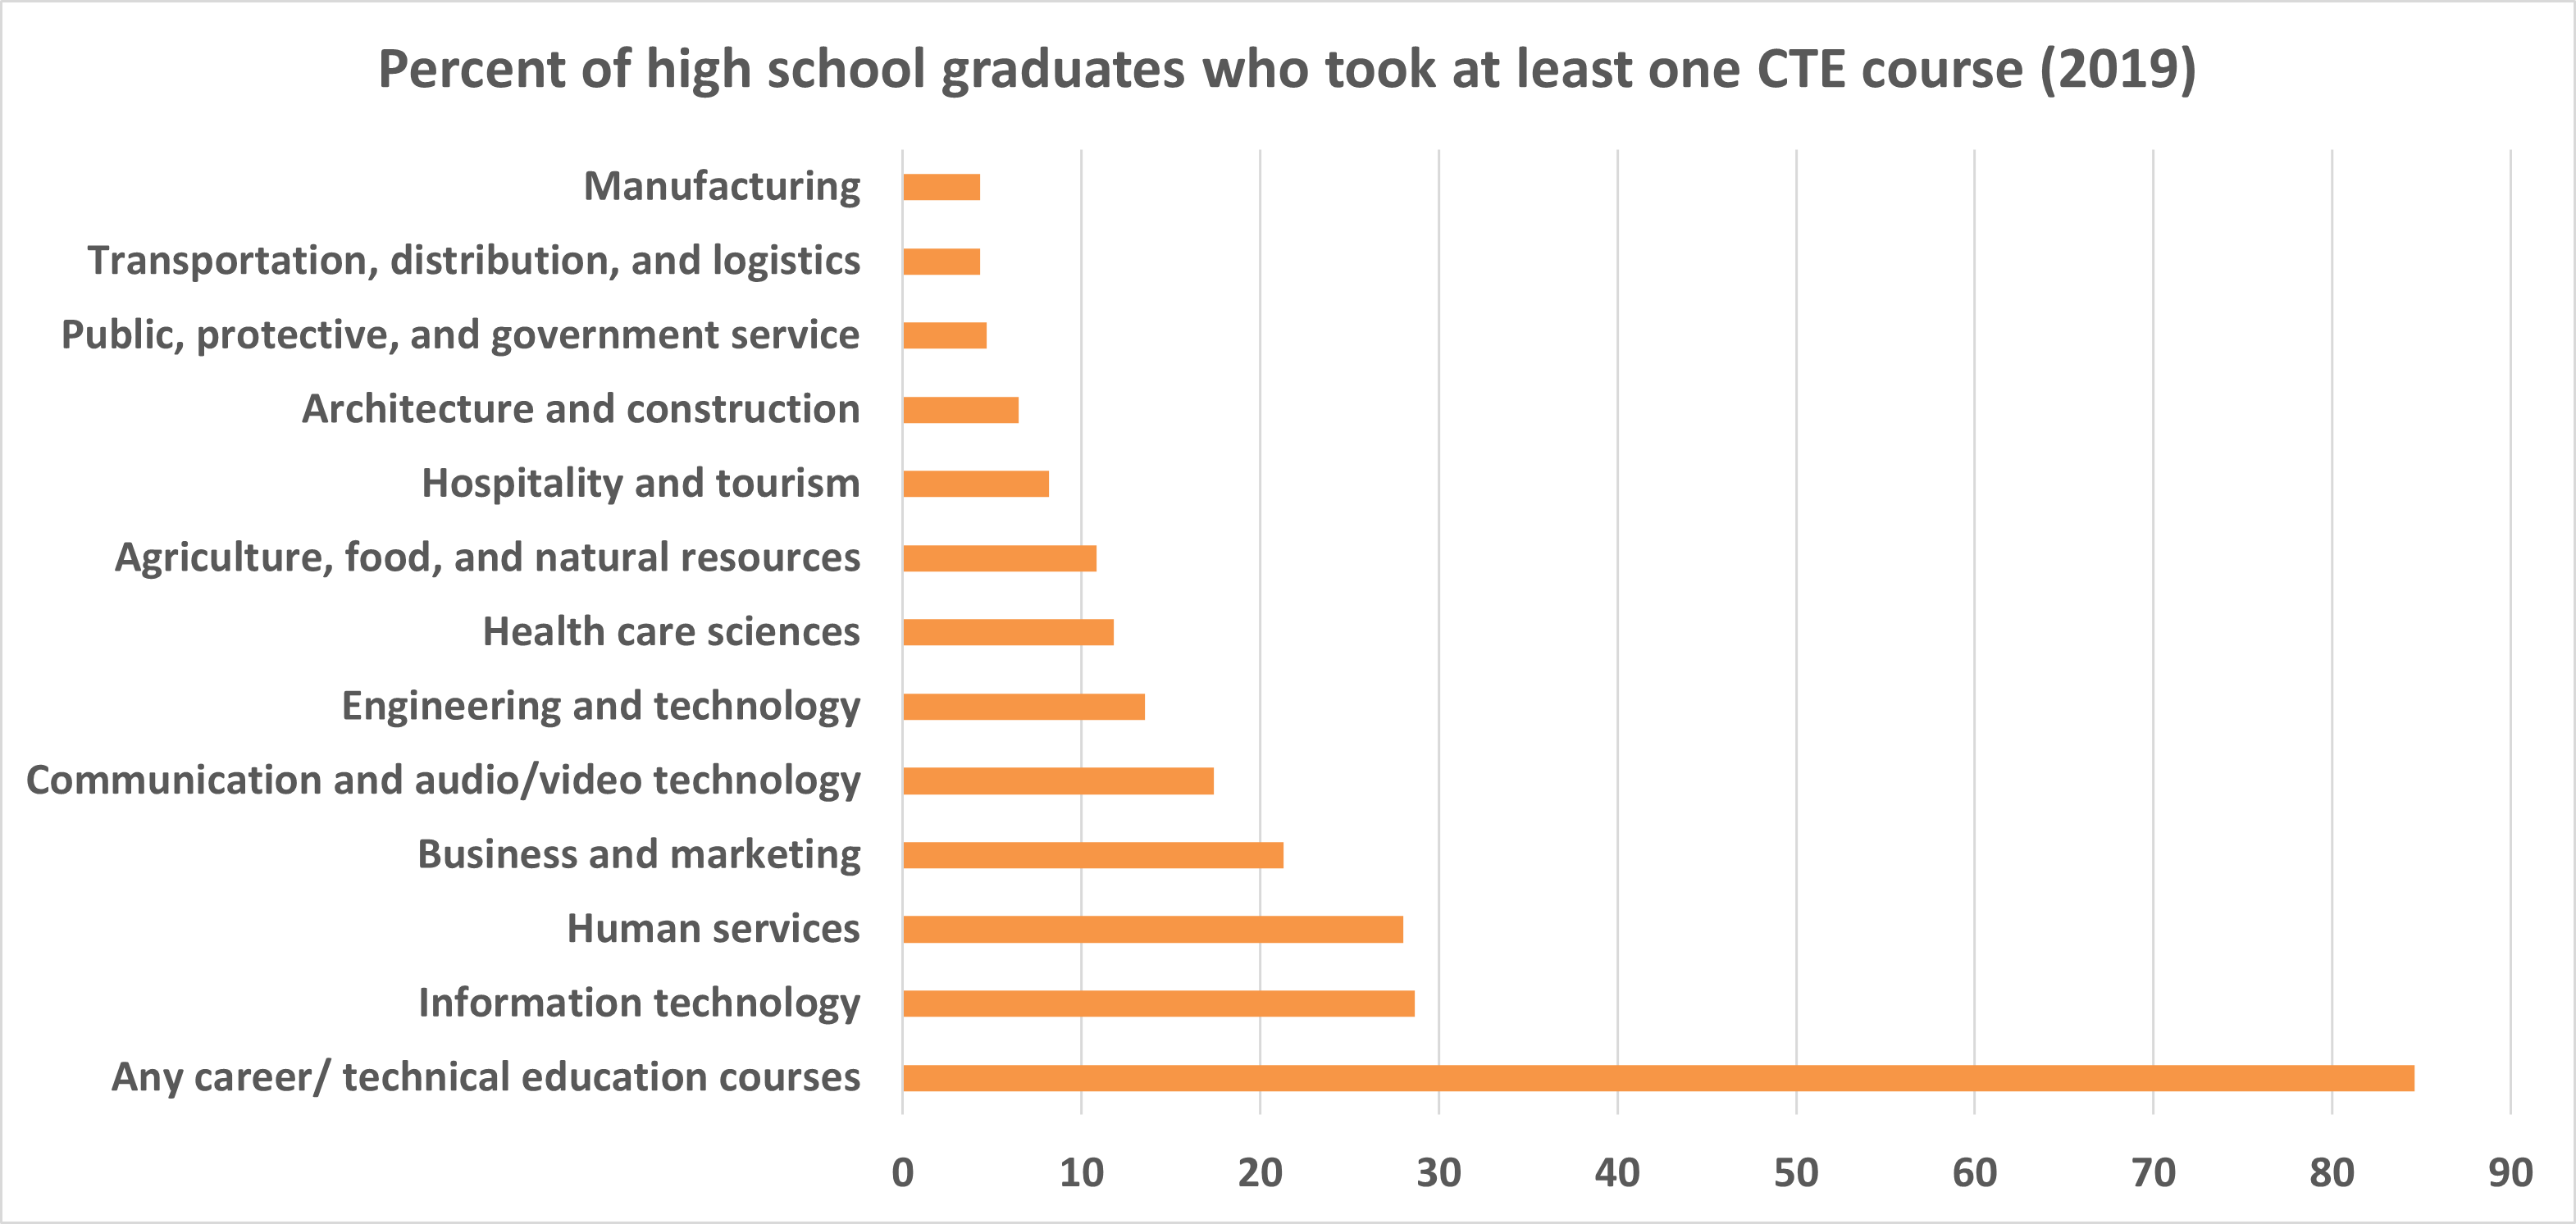 Percent of high school graduates who took at least one CTE course (2019)
Manufacturing
Transportation, distribution, and logistics
Public, protective, and government service
Architecture and construction
Hospitality and tourism
Agriculture, food, and natural resources
Health care sciences
Engineering and technology
Communication and audio/video technology
Business and marketing
Human services
Information technology
Any career/ technical education courses
0 10 20 30 40 50 60 70 80 90